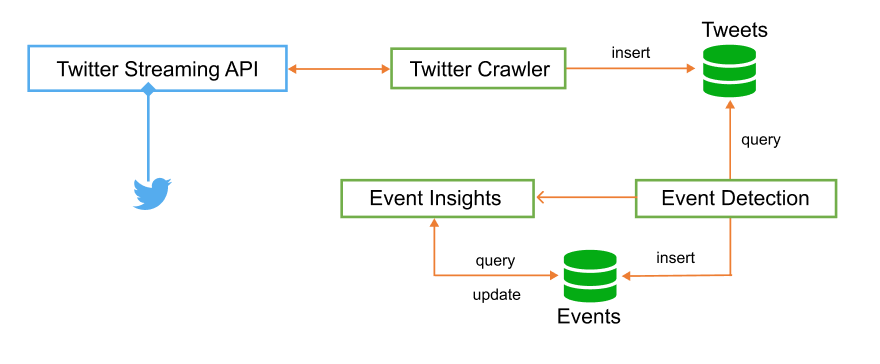 Tweets
Twitter Streaming API
Twitter Crawler
insert
query
Event Insights
Event Detection
query
insert
update
Events